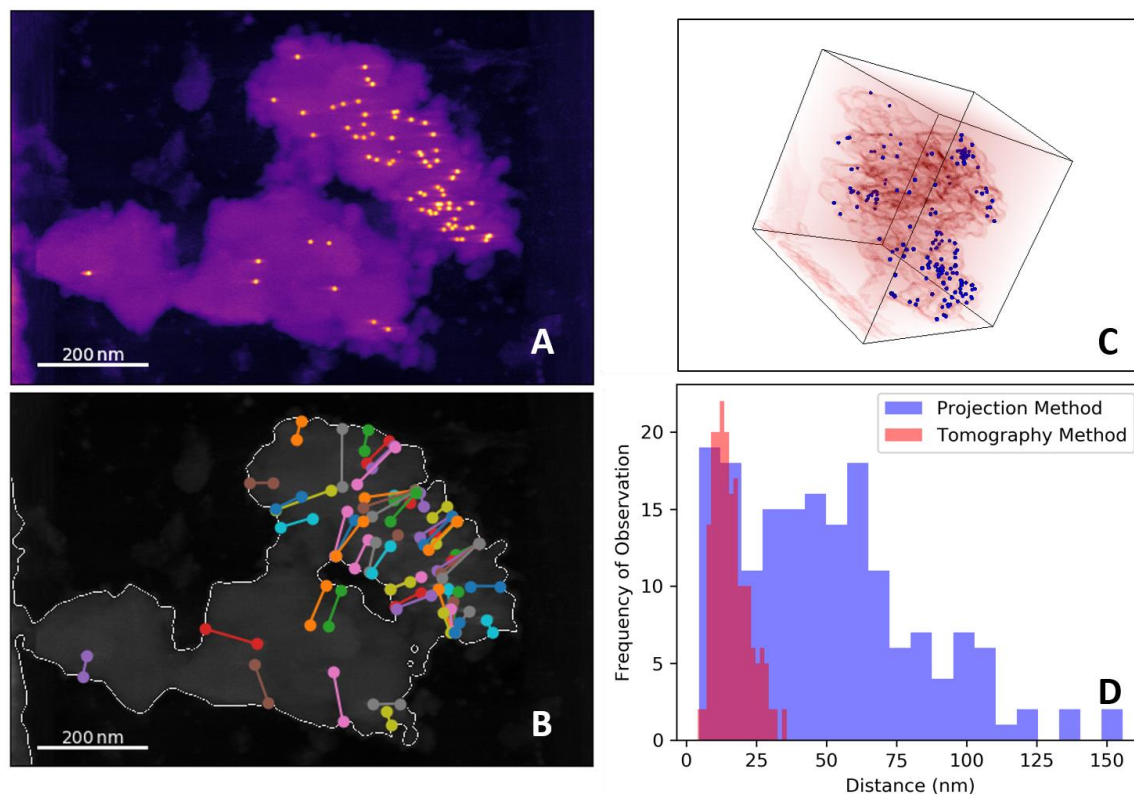 200 nm
A
C
200 nm
B
Projection Method
Tomography Method
Frequency of Observation
20
15
10
5
0
0
25
50
75
100
125
150
Distance (nm)
D